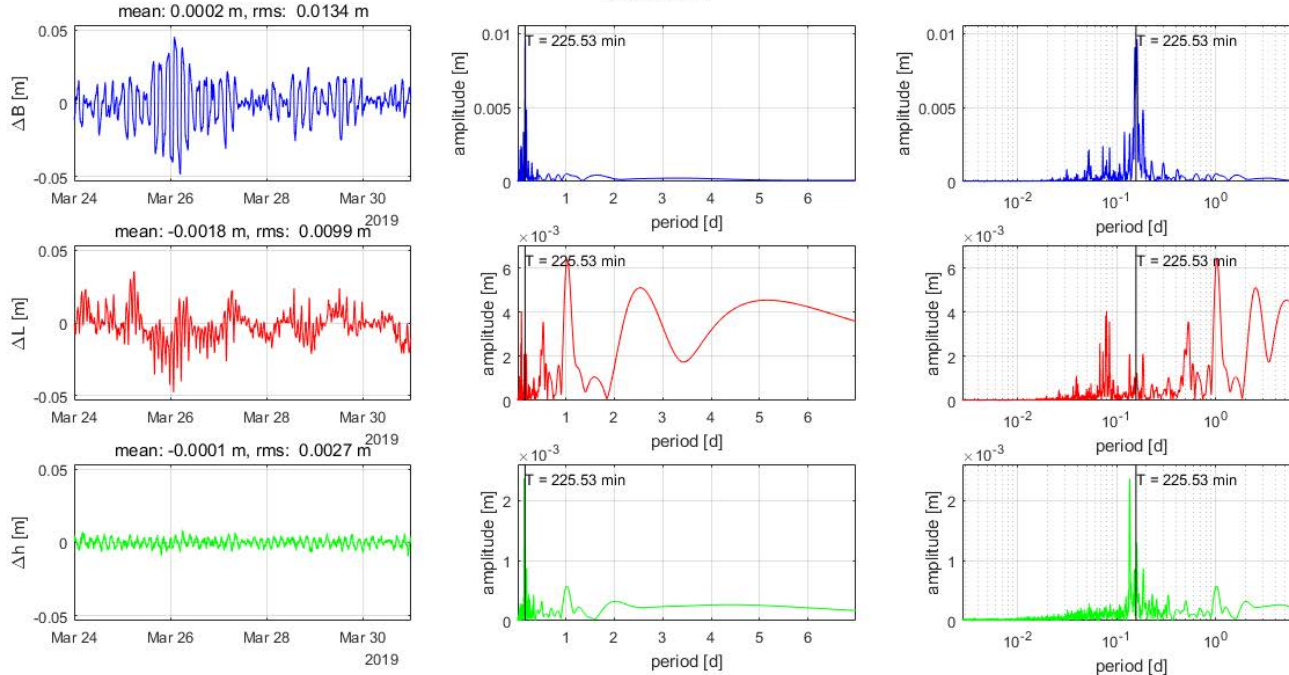 mean: 0.0002 m, rms: 0.0134 m
0.05
0
-0.05
ΔB [m]
Mar 24 Mar 26 Mar 28 Mar 30
2019
0.01
0.005
0
amplitude [m]
T = 225.53 min
1 2 3 4 5 6
period [d]
0.01
0.005
0
amplitude [m]
T = 225.53 min
10-2 10-1 100
period [d]
mean: -0.0018 m, rms: 0.0099 m
0.05
0
-0.05
ΔL [m]
Mar 24 Mar 26 Mar 28 Mar 30
2019
×10-3
6
4
2
0
amplitude [m]
T = 225.53 min
1 2 3 4 5 6
period [d]
×10-3
6
4
2
0
amplitude [m]
T = 225.53 min
10-2 10-1 100
period [d]
mean: -0.0001 m, rms: 0.0027 m
0.05
0
-0.05
Δh [m]
Mar 24 Mar 26 Mar 28 Mar 30
2019
×10-3
2
1
0
amplitude [m]
T = 225.53 min
1 2 3 4 5 6
period [d]
×10-3
2
1
0
amplitude [m]
T = 225.53 min
10-2 10-1 100
period [d]